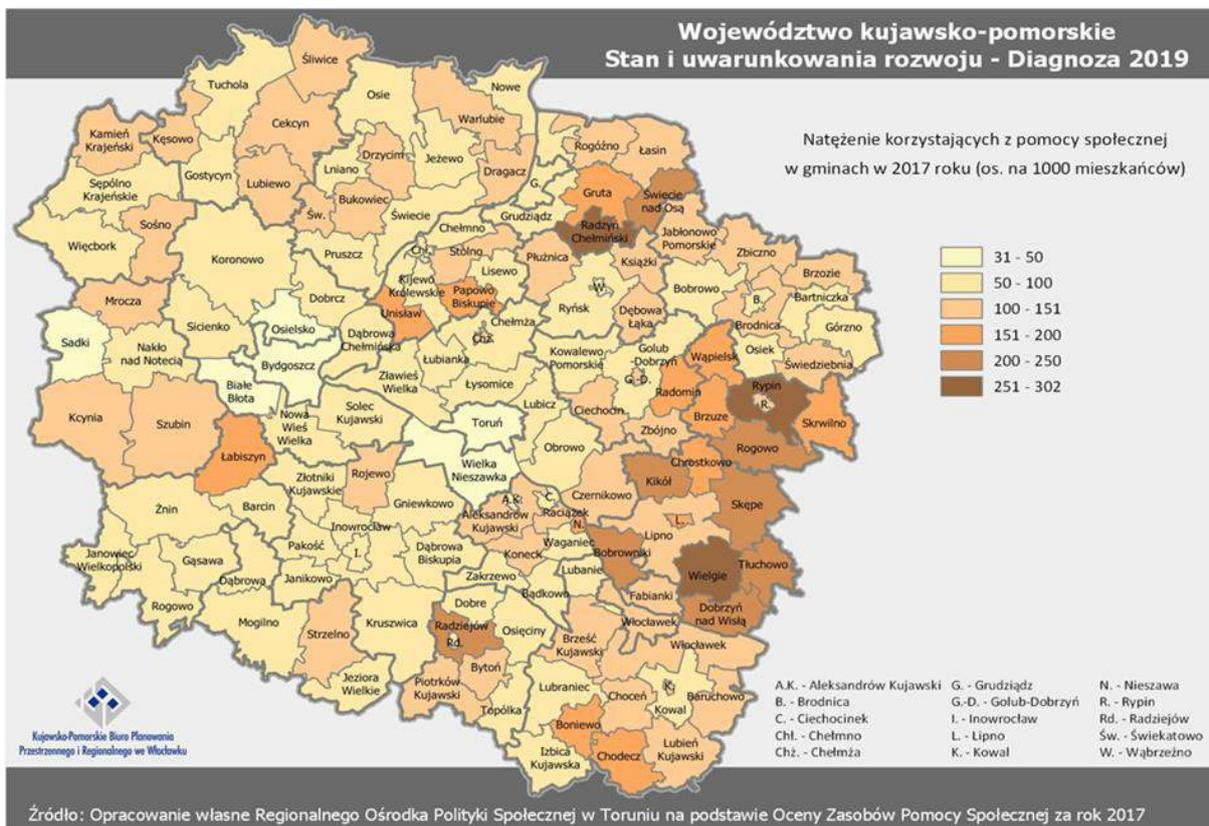 Województwo kujawsko-pomorskie
Stan i uwarunkowania rozwoju - Diagnoza 2019
Natężenie korzystających z pomocy społecznej
w gminach w 2017 roku (os. na 1000 mieszkańców)
31 - 50
50 - 100
100 - 151
151 - 200
200 - 250
251 - 302
Śliwice
Tuchola
Nowe
Osie
Cekcyn
Warlubie
Kamień
Krajeński
Kęsowo
Rogóźno
Łasin
Drzycim
Jeżewo
Lniano
Gostycyn
Lubiewo
Dragacz
Sępólno
Krajeńskie
G.
Gruta
Świecie
nad Osą
Bukowiec
Św.
Świecie
Grudziądz
Sośno
Radzyń
Chełmiński
Więcbork
Chełmno
Jabłonowo
Pomorskie
Koronowo
Pruszcz
Chł.
Stolno
Płużnica
Książki
Zbiczno
Lisewo
Brzozie
Kijewo
Królewskie
Papowo
Biskupie
W.
Bobrowo
Bartniczka
Mrocza
Dobrcz
Unisław
Ryńsk
B.
Sicienko
Osielsko
Chełmża
Dębowa
Łąka
Brodnica
Górzno
Dąbrowa
Chełmińska
Chż.
Sadki
Nakło
nad Notecią
Łubianka
Kowalewo
Pomorskie
Golub
-Dobrzyń
Wąpielsk
Osiek
Świedziebnia
Bydgoszcz
Zławieś
Wielka
Łysomice
G.-D.
Białe
Błota
Radomin
Rypin
R.
Kcynia
Szubin
Solec
Kujawski
Lubicz
Ciechocin
Brzuze
Skrwilno
Nowa
Wieś
Wielka
Toruń
Zbójno
Łabiszyn
Obrowo
Rogowo
Wielka
Nieszawka
Chrostkowo
Kikół
Złotniki
Kujawskie
Rojewo
Czernikowo
Gniewkowo
A.K.
C.
Raciążek
Skępe
Żnin
Barcin
Aleksandrów
Kujawski
N.
L.
Inowrocław
Lipno
I.
Waganiec
Pakość
Dąbrowa
Biskupia
Koneck
Bobrowniki
Janowiec
Wielkopolski
Gąsawa
Lubanie
Tłuchowo
Dąbrowa
Janikowo
Zakrzewo
Wielgie
Bądkowo
Fabianki
Rogowo
Dobre
Dobrzyń
nad Wisłą
Mogilno
Kruszwica
Radziejów
Osięciny
Włocławek
Strzelno
Rd.
Brześć
Kujawski
Włocławek
Bytoń
Jeziora
Wielkie
Piotrków
Kujawski
Lubraniec
Choceń
K.
Baruchowo
Topólka
Kowal
Boniewo
Izbica
Kujawska
Chodecz
Lubień
Kujawski
A.K. - Aleksandrów Kujawski G. - Grudziądz N. - Nieszawa
B. - Brodnica G.-D. - Golub-Dobrzyń R. - Rypin
C. - Ciechocinek I. - Inowrocław Rd. - Radziejów
Chł. - Chełmno L. - Lipno Św. - Świekatowo
Chż. - Chełmża K. - Kowal W. - Wąbrzeźno
Kujawsko-Pomorskie Biuro Planowania
Przestrzennego i Regionalnego we Włocławku
Źródło: Opracowanie własne Regionalnego Ośrodka Polityki Społecznej w Toruniu na podstawie Oceny Zasobów Pomocy Społecznej za rok 2017